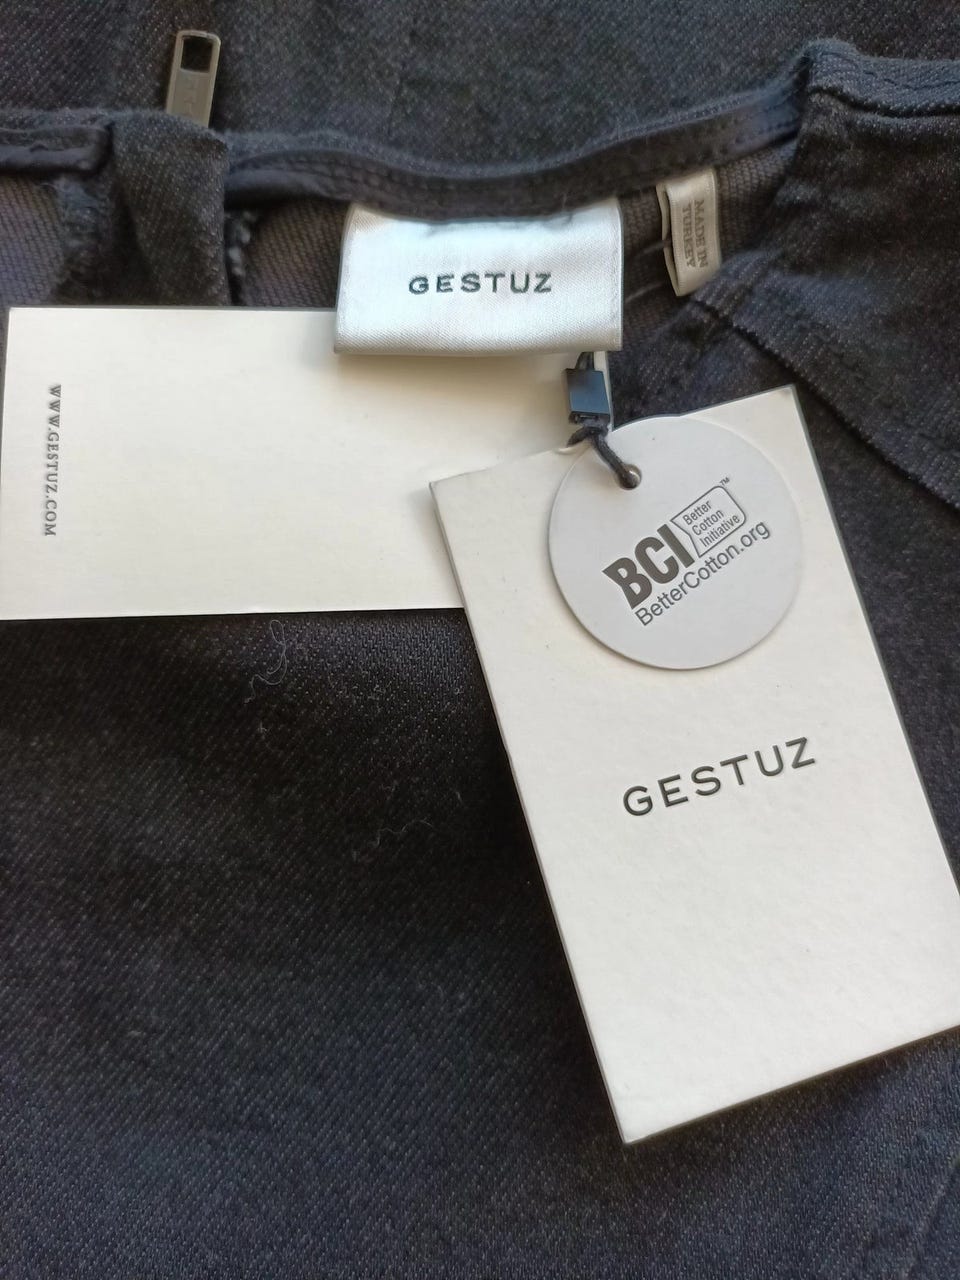 GESTUZ
MADE IN
TURKEY
WWW.GESTUZ.COM
BCI
Better
Cotton
Initiative
™
BetterCotton.org
GESTUZ